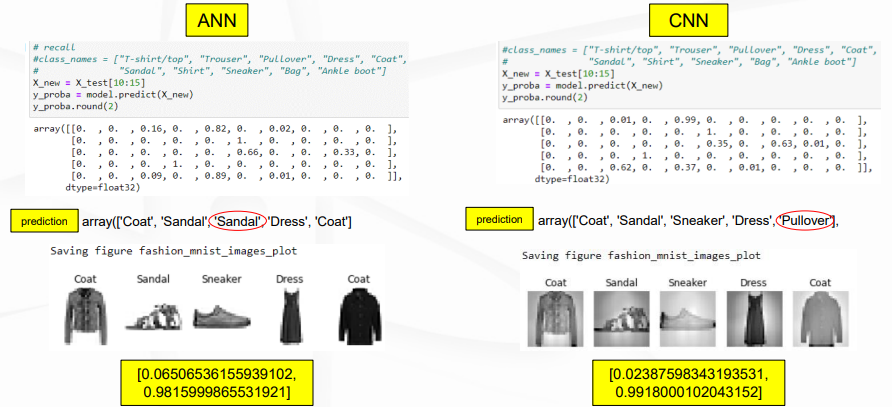 ANN
# recall
#class_names = ["T-shirt/top", "Trouser", "Pullover", "Dress", "Coat",
#              "Sandal", "Shirt", "Sneaker", "Bag", "Ankle boot"]
X_new = X_test[10:15]
y_proba = model.predict(X_new)
y_proba.round(2)
array([[0.  , 0.  , 0.16, 0.  , 0.82, 0.  , 0.02, 0.  , 0.  , 0.  ],
[0.  , 0.  , 0.  , 0.  , 0.  , 1.  , 0.  , 0.  , 0.  , 0.  ],
[0.  , 0.  , 0.  , 0.  , 0.  , 0.66, 0.  , 0.33, 0.  , 0.  ],
[0.  , 0.  , 0.  , 1.  , 0.  , 0.  , 0.  , 0.  , 0.  , 0.  ],
[0.  , 0.  , 0.09, 0.  , 0.89, 0.  , 0.01, 0.  , 0.  , 0.  ]],
dtype=float32)
prediction array(['Coat', 'Sandal', 'Sandal', 'Dress', 'Coat']
Saving figure fashion_mnist_images_plot
Coat Sandal Sneaker Dress Coat
[0.06506536155939102,
0.9815999865531921]
CNN
#class_names = ["T-shirt/top", "Trouser", "Pullover", "Dress", "Coat",
#              "Sandal", "Shirt", "Sneaker", "Bag", "Ankle boot"]
X_new = X_test[10:15]
y_proba = model.predict(X_new)
y_proba.round(2)
array([[0.  , 0.  , 0.01, 0.  , 0.99, 0.  , 0.  , 0.  , 0.  , 0.  ],
[0.  , 0.  , 0.  , 0.  , 0.  , 1.  , 0.  , 0.  , 0.  , 0.  ],
[0.  , 0.  , 0.  , 0.  , 0.  , 0.35, 0.  , 0.63, 0.01, 0.  ],
[0.  , 0.  , 0.  , 1.  , 0.  , 0.  , 0.  , 0.  , 0.  , 0.  ],
[0.  , 0.  , 0.62, 0.  , 0.37, 0.  , 0.01, 0.  , 0.  , 0.  ]],
dtype=float32)
prediction array(['Coat', 'Sandal', 'Sneaker', 'Dress', 'Pullover'],
Saving figure fashion_mnist_images_plot
Coat Sandal Sneaker Dress Coat
[0.02387598343193531,
0.9918000102043152]